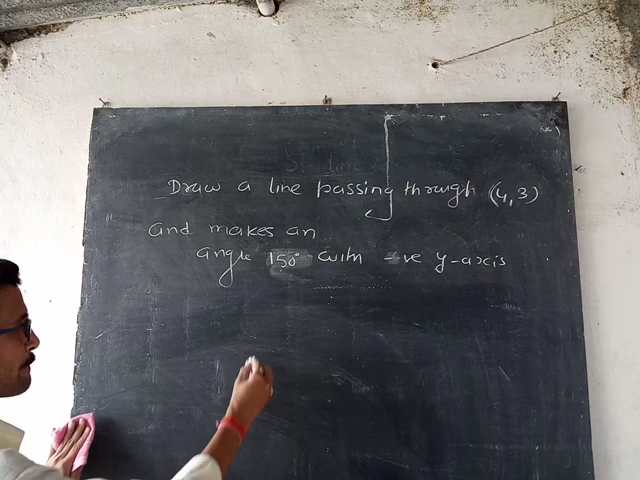 Draw a line passing through (4,3)
and makes an
angle 150° with -ve y-axis